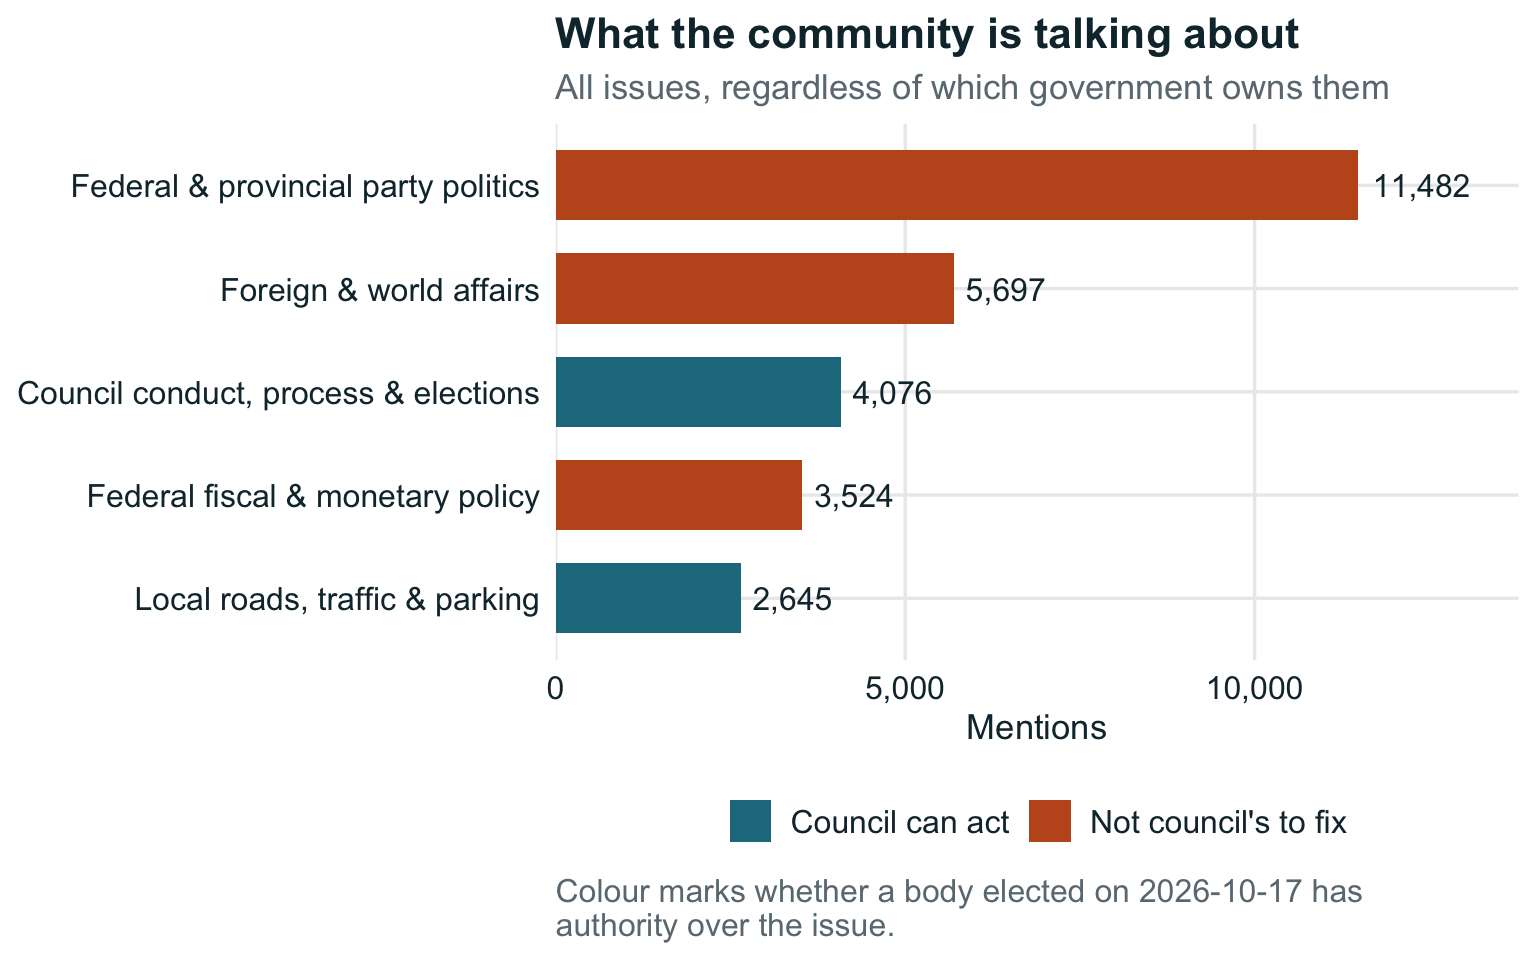 What the community is talking about
All issues, regardless of which government owns them
Federal & provincial party politics
11,482
Foreign & world affairs
5,697
Council conduct, process & elections
4,076
Federal fiscal & monetary policy
3,524
Local roads, traffic & parking
2,645
0
5,000
10,000
Mentions
Council can act
Not council's to fix
Colour marks whether a body elected on 2026-10-17 has
authority over the issue.